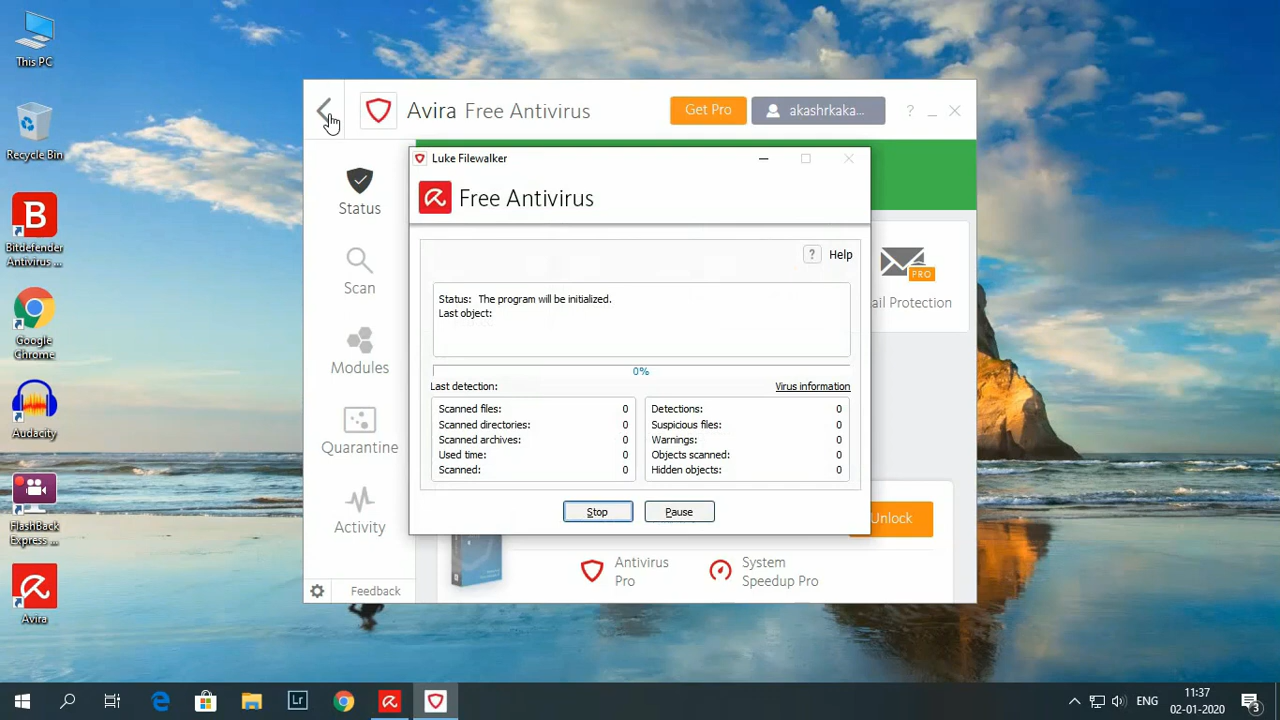 This PC
Recycle Bin
Bitdefender
Antivirus ...
Google
Chrome
Audacity
FlashBack
Express ...
Avira
Avira Free Antivirus
Get Pro
akashrkaka...
?
Status
Scan
Modules
Quarantine
Activity
Feedback
Luke Filewalker
Free Antivirus
? Help
Status: The program will be initialized.
Last object:
0%
Last detection:
Virus information
Scanned files: 0
Scanned directories: 0
Scanned archives: 0
Used time: 0
Scanned: 0
Detections: 0
Suspicious files: 0
Warnings: 0
Objects scanned: 0
Hidden objects: 0
Stop
Pause
PRO
ail Protection
Unlock
Antivirus
Pro
System
Speedup Pro
Lr
ENG
11:37
02-01-2020
3